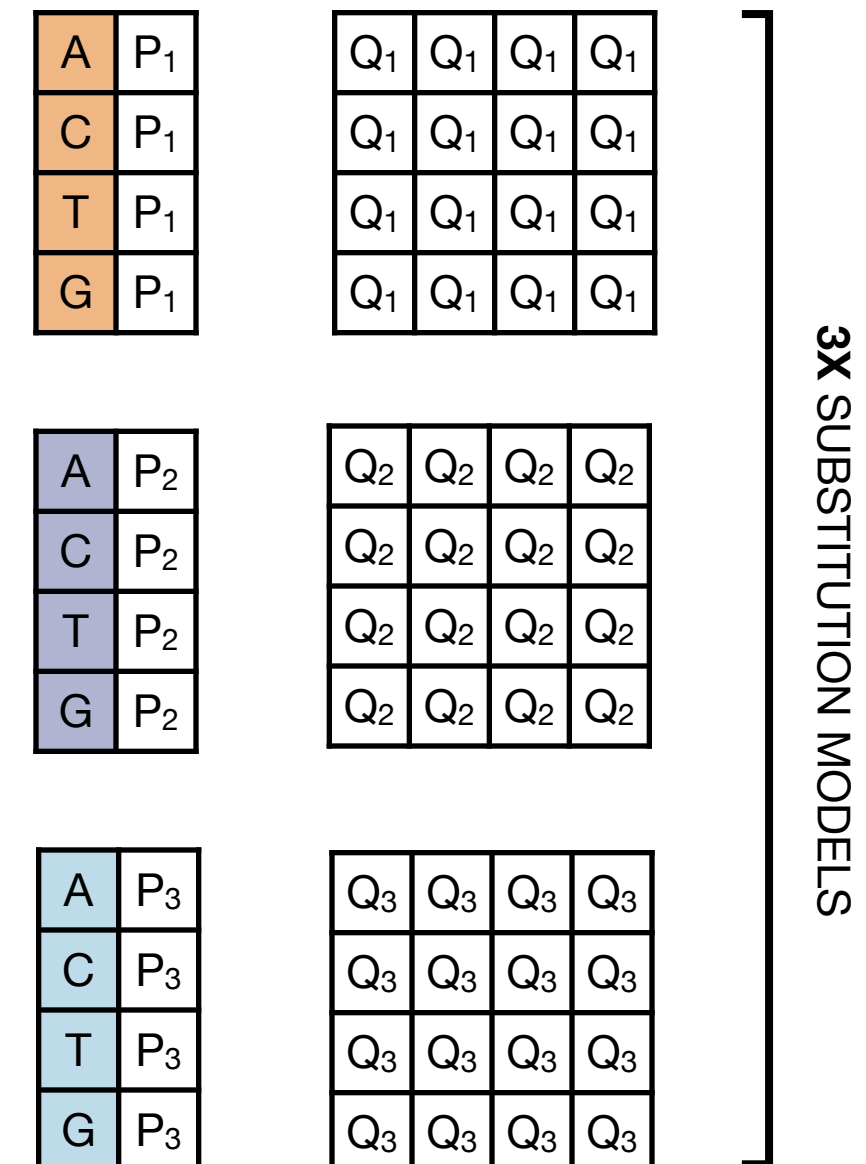 A P₁ Q₁ Q₁ Q₁ Q₁
C P₁ Q₁ Q₁ Q₁ Q₁
T P₁ Q₁ Q₁ Q₁ Q₁
G P₁ Q₁ Q₁ Q₁ Q₁
A P₂ Q₂ Q₂ Q₂ Q₂
C P₂ Q₂ Q₂ Q₂ Q₂
T P₂ Q₂ Q₂ Q₂ Q₂
G P₂ Q₂ Q₂ Q₂ Q₂
A P₃ Q₃ Q₃ Q₃ Q₃
C P₃ Q₃ Q₃ Q₃ Q₃
T P₃ Q₃ Q₃ Q₃ Q₃
G P₃ Q₃ Q₃ Q₃ Q₃
3X SUBSTITUTION MODELS